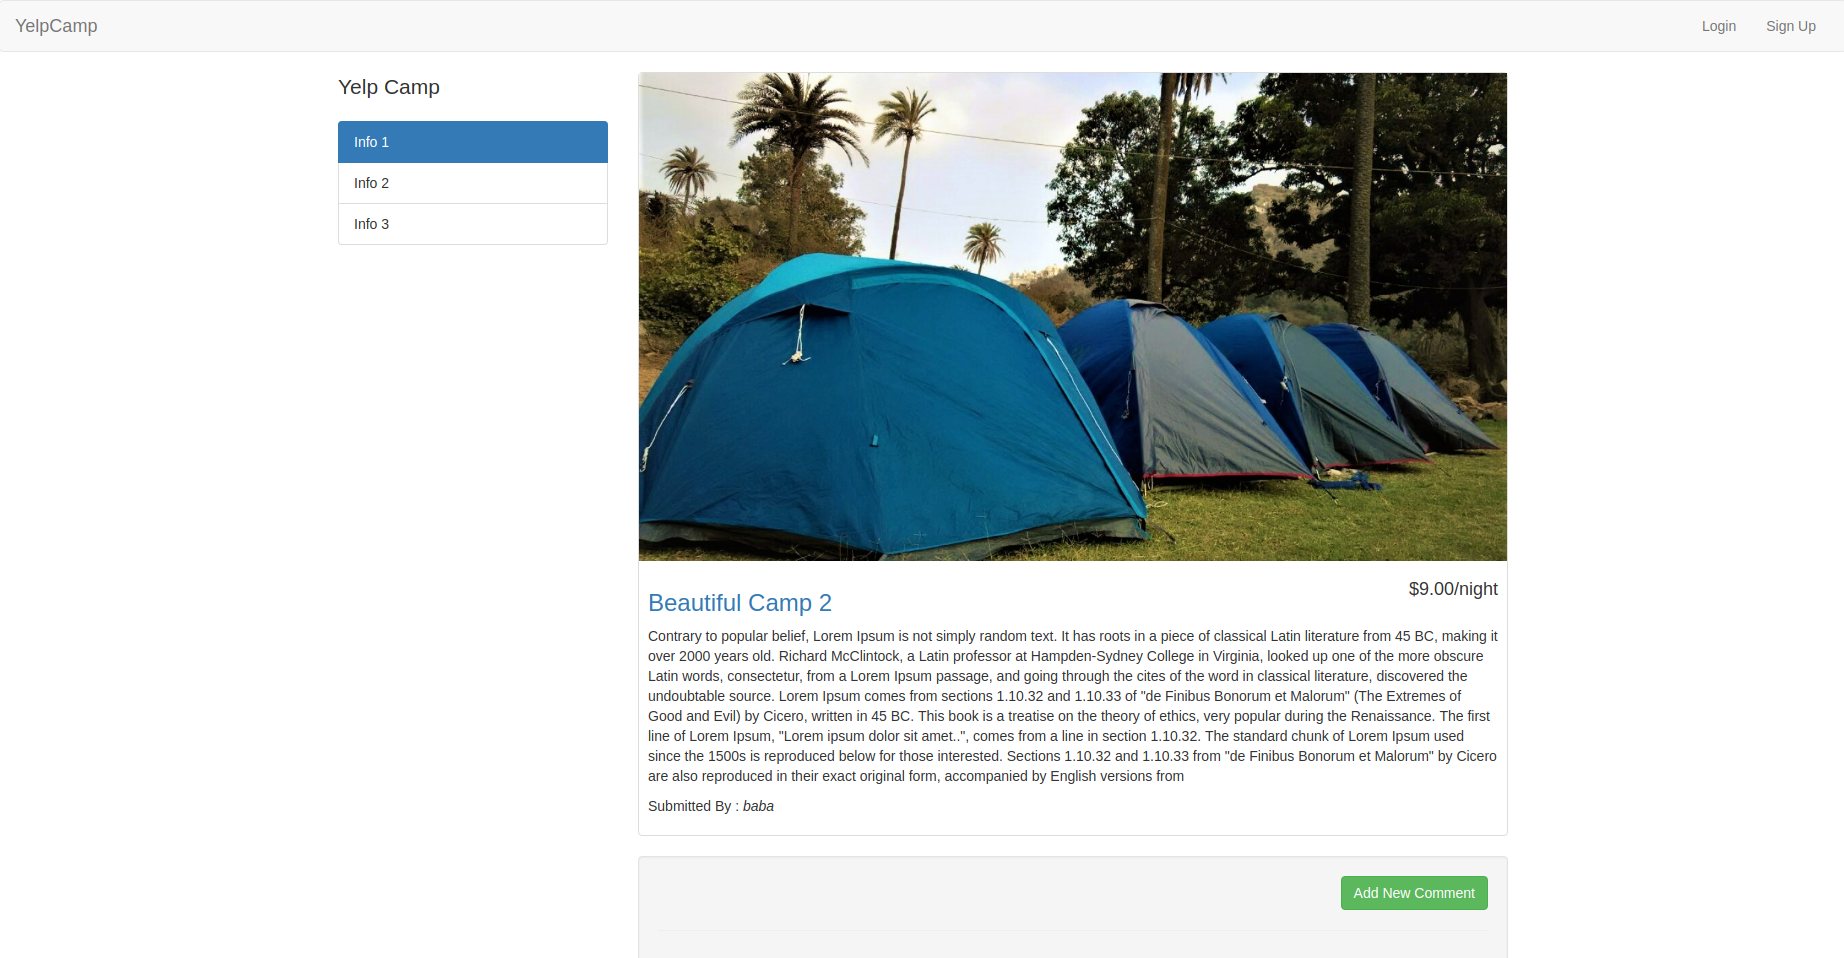 YelpCamp
Login
Sign Up
Yelp Camp
Info 1
Info 2
Info 3
$9.00/night
Beautiful Camp 2
Contrary to popular belief, Lorem Ipsum is not simply random text. It has roots in a piece of classical Latin literature from 45 BC, making it
over 2000 years old. Richard McClintock, a Latin professor at Hampden-Sydney College in Virginia, looked up one of the more obscure
Latin words, consectetur, from a Lorem Ipsum passage, and going through the cites of the word in classical literature, discovered the
undoubtable source. Lorem Ipsum comes from sections 1.10.32 and 1.10.33 of "de Finibus Bonorum et Malorum" (The Extremes of
Good and Evil) by Cicero, written in 45 BC. This book is a treatise on the theory of ethics, very popular during the Renaissance. The first
line of Lorem Ipsum, "Lorem ipsum dolor sit amet..", comes from a line in section 1.10.32. The standard chunk of Lorem Ipsum used
since the 1500s is reproduced below for those interested. Sections 1.10.32 and 1.10.33 from "de Finibus Bonorum et Malorum" by Cicero
are also reproduced in their exact original form, accompanied by English versions from
Submitted By : baba
Add New Comment